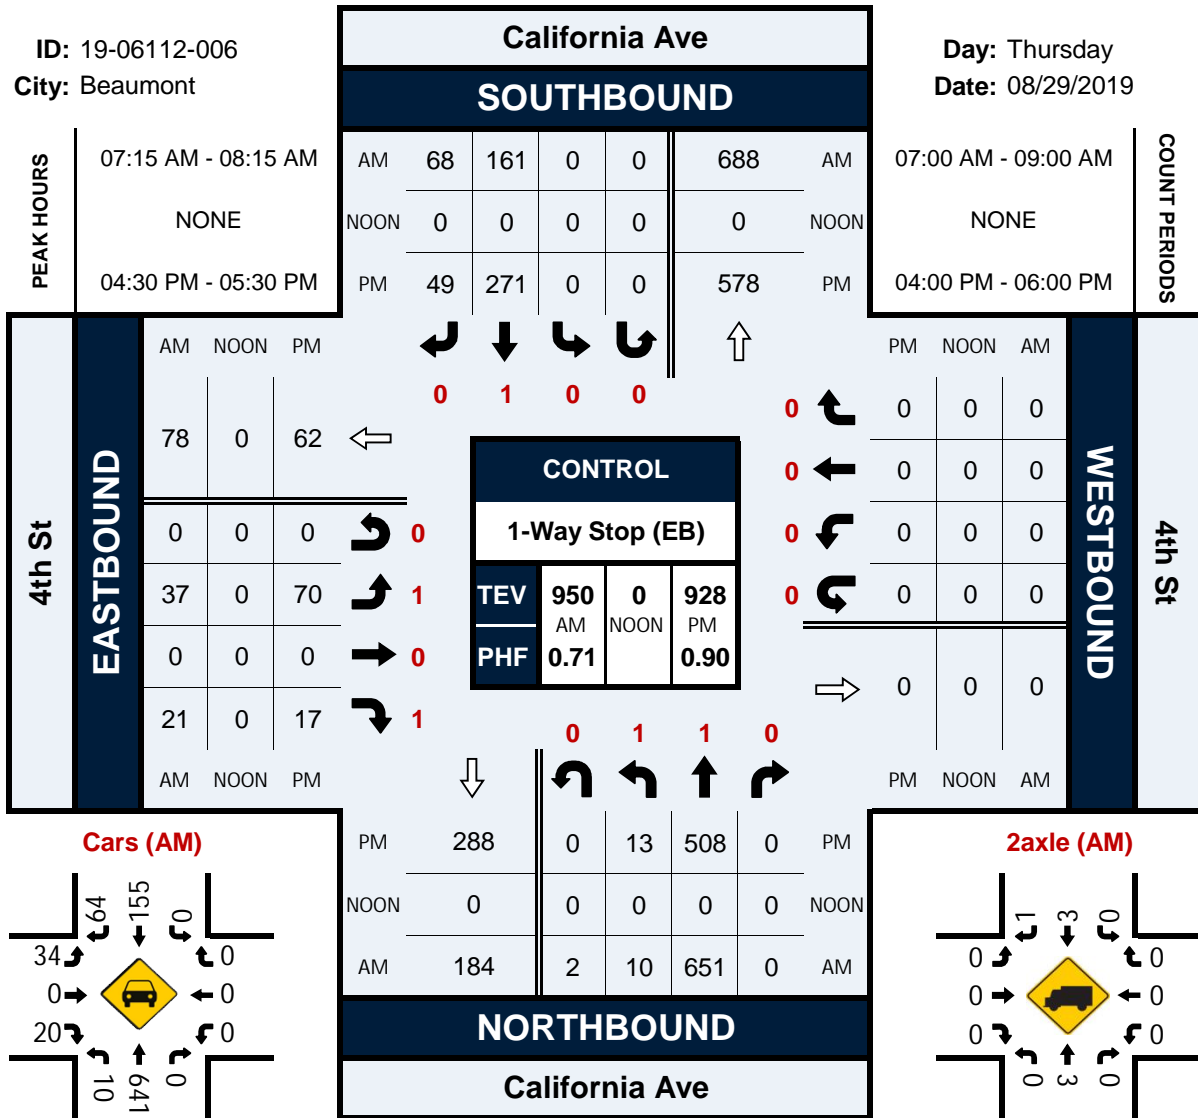 California Ave
SOUTHBOUND
ID: 19-06112-006
City: Beaumont
Day: Thursday
Date: 08/29/2019
PEAK HOURS
07:15 AM - 08:15 AM
NONE
04:30 PM - 05:30 PM
AM 68 161 0 0 688 AM
NOON 0 0 0 0 0 NOON
PM 49 271 0 0 578 PM
07:00 AM - 09:00 AM
NONE
04:00 PM - 06:00 PM
COUNT PERIODS
0 1 0 0
4th St
EASTBOUND
AM NOON PM
78 0 62
0 0 0 0
37 0 70 1
0 0 0 0
21 0 17 1
AM NOON PM
CONTROL
1-Way Stop (EB)
TEV 950 0 928
AM NOON PM
PHF 0.71 0.90
PM NOON AM
0 0 0 0
0 0 0 0
0 0 0 0
0 0 0 0
0 0 0
PM NOON AM
WESTBOUND
4th St
0 1 1 0
PM 288 0 13 508 0 PM
NOON 0 0 0 0 0 NOON
AM 184 2 10 651 0 AM
NORTHBOUND
California Ave
Cars (AM)
64 155 0
34 0
0 0
20 0
10 641 0
2axle (AM)
1 3 0
0 0
0 0
0 0
0 3 0